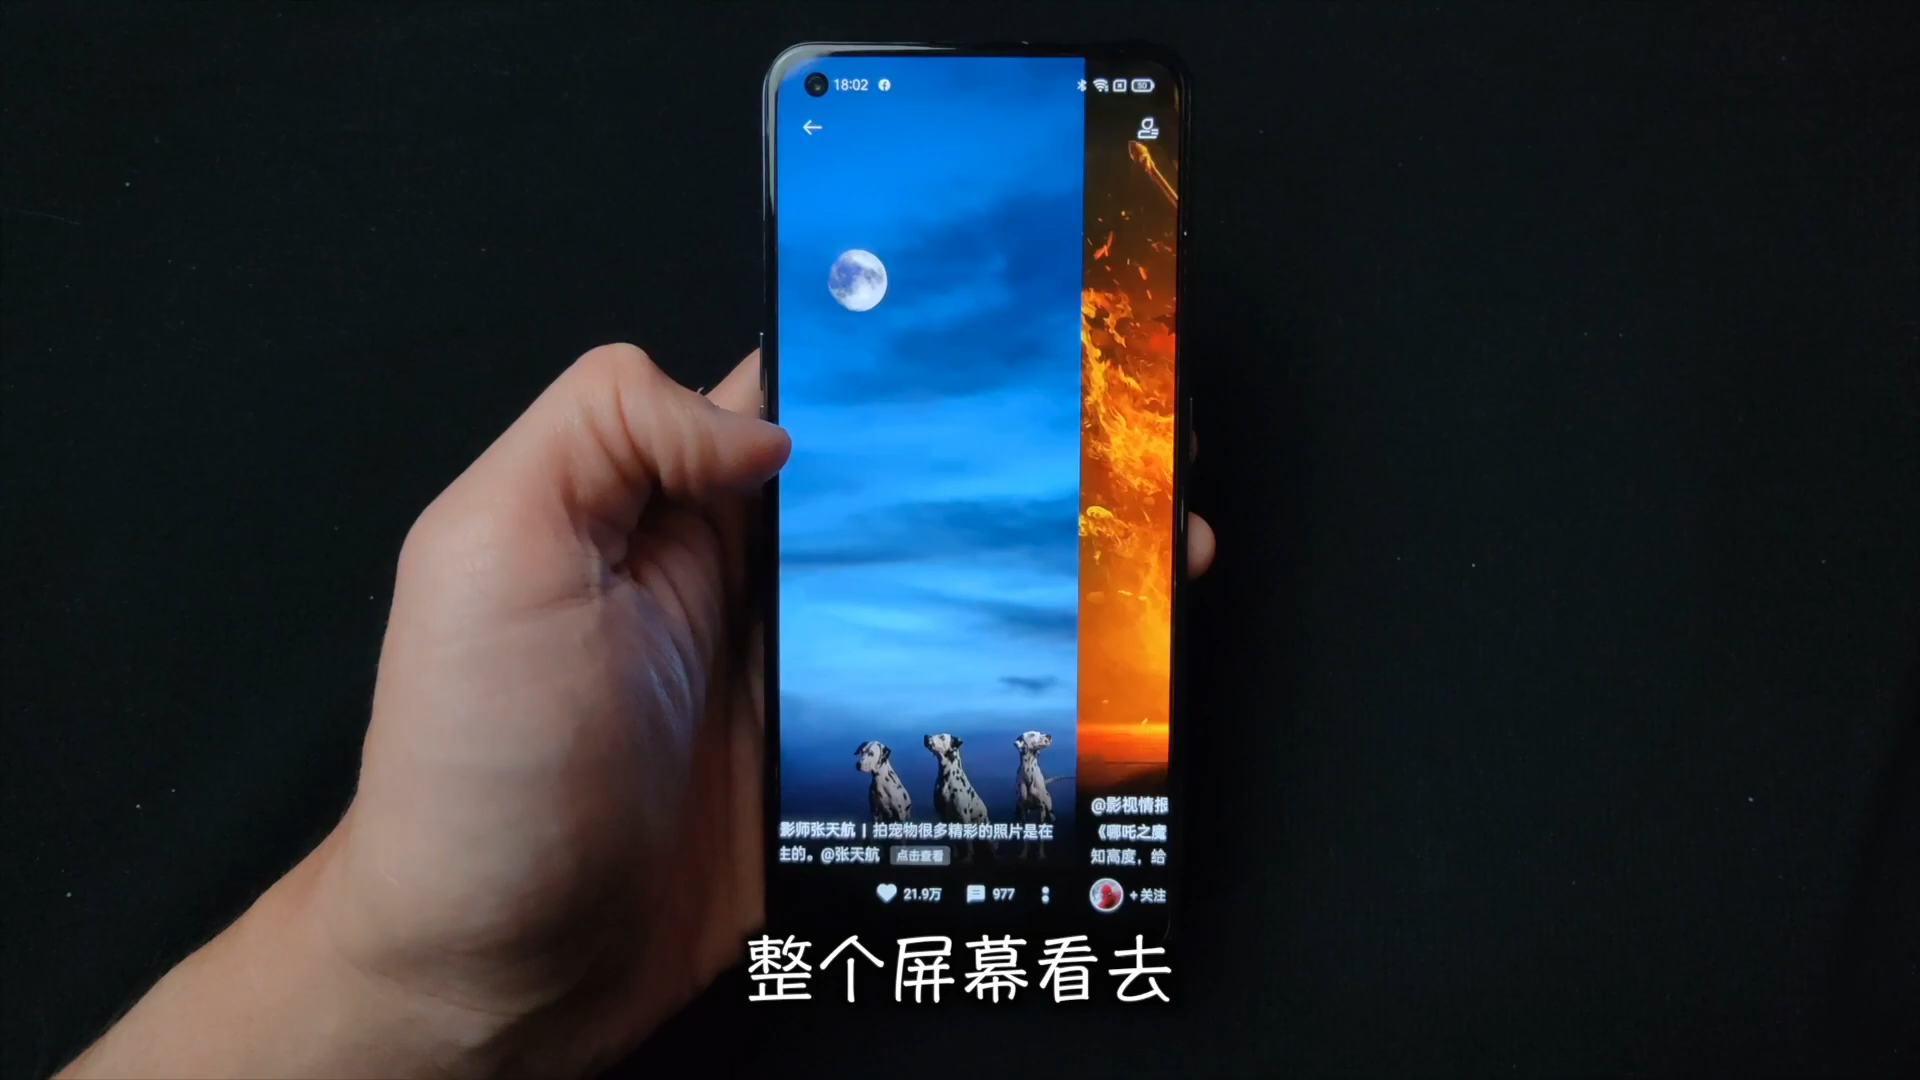 18:02
50
影师张天航 | 拍宠物很多精彩的照片是在
主的。@张天航 点击查看
21.9万 977
@影视情报
《哪吒之魔
知高度，给
+关注
整个屏幕看去